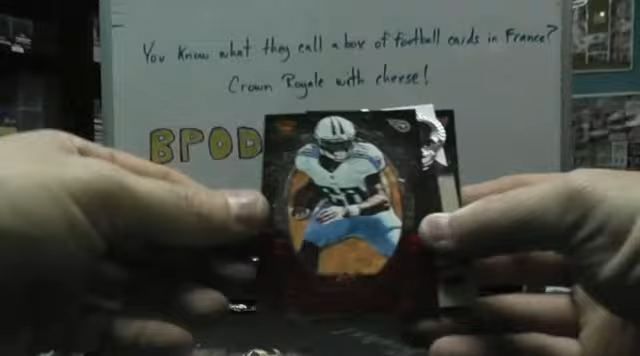 You Know what they call a box of football cards in France?
Crown Royale with cheese!
BPOD